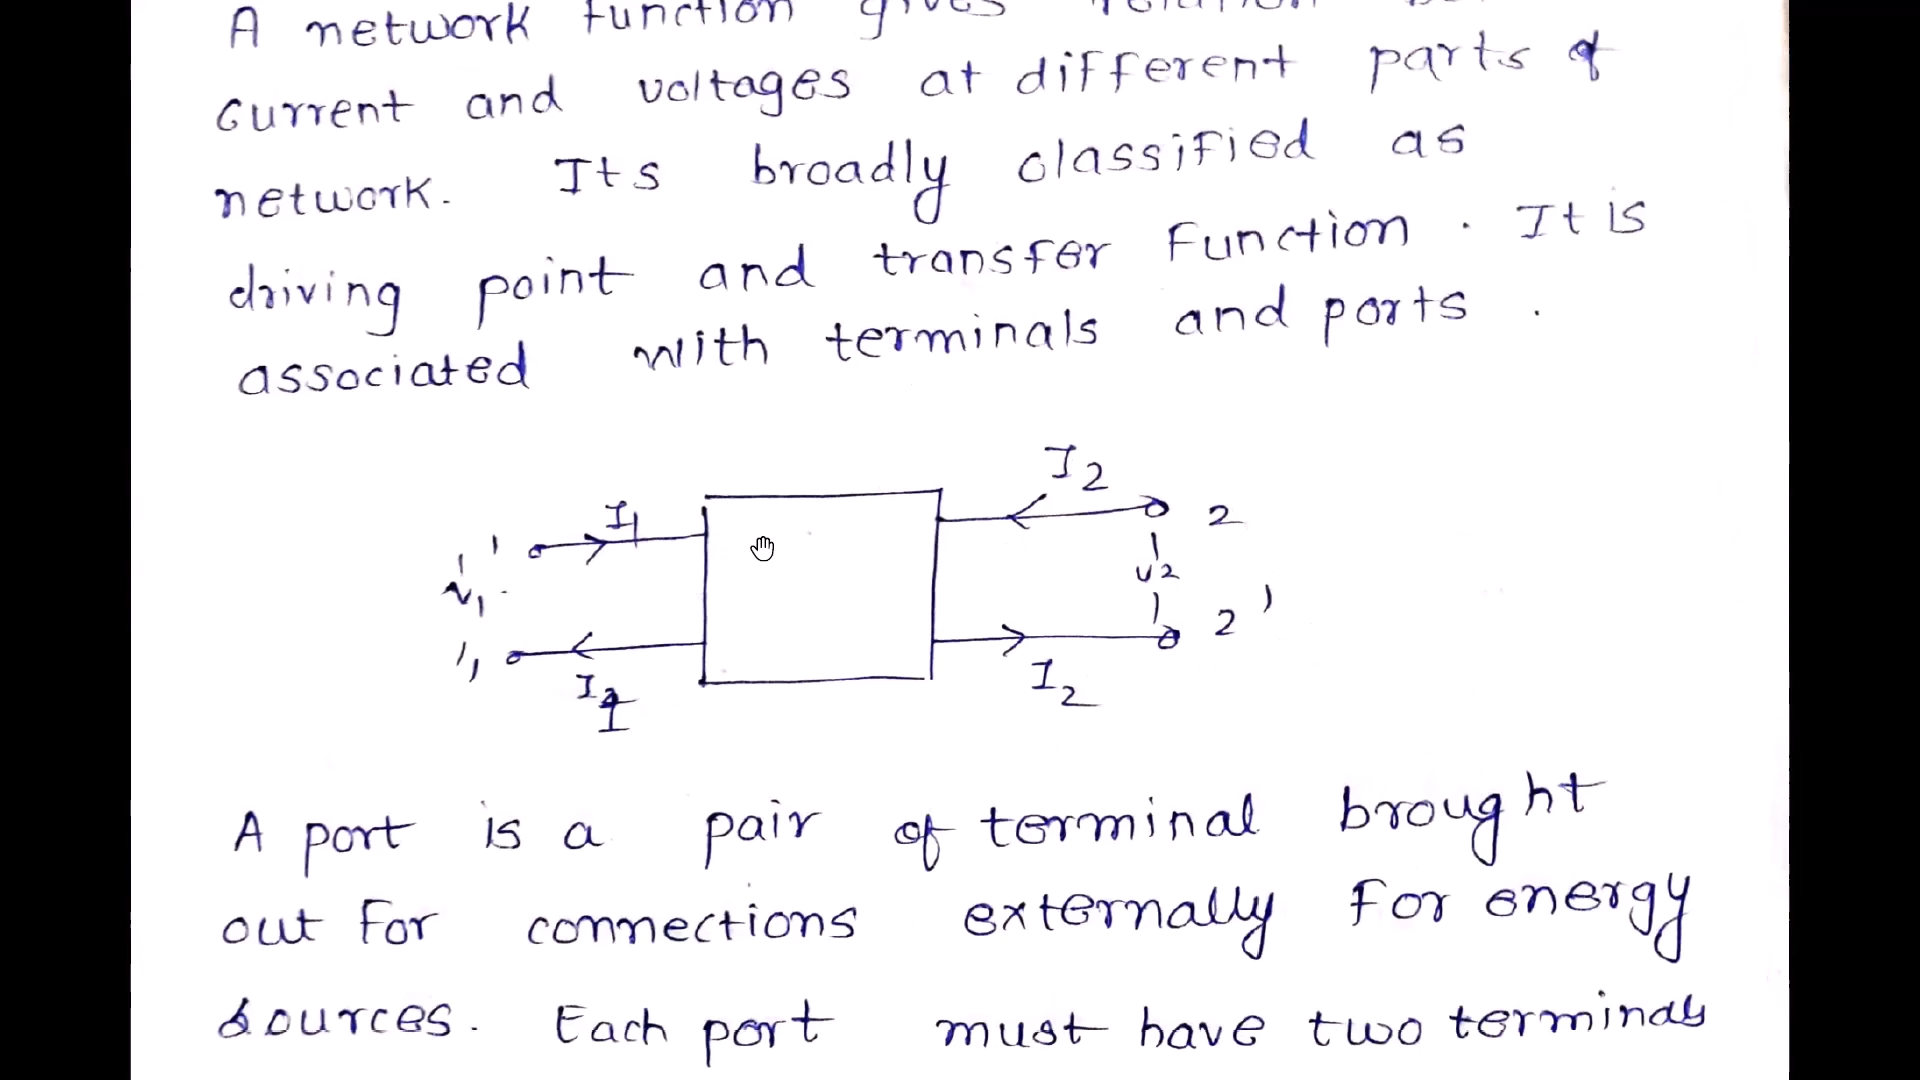 A network function gives relation
current and voltages at different parts of
network. Its broadly classified as
driving point and transfer Function. It is
associated with terminals and ports.
I2
I1
2
1
V2
V1
2'
1'
I1
I2
A port is a pair of terminal brought
out For connections externally For energy
sources. Each port must have two terminals